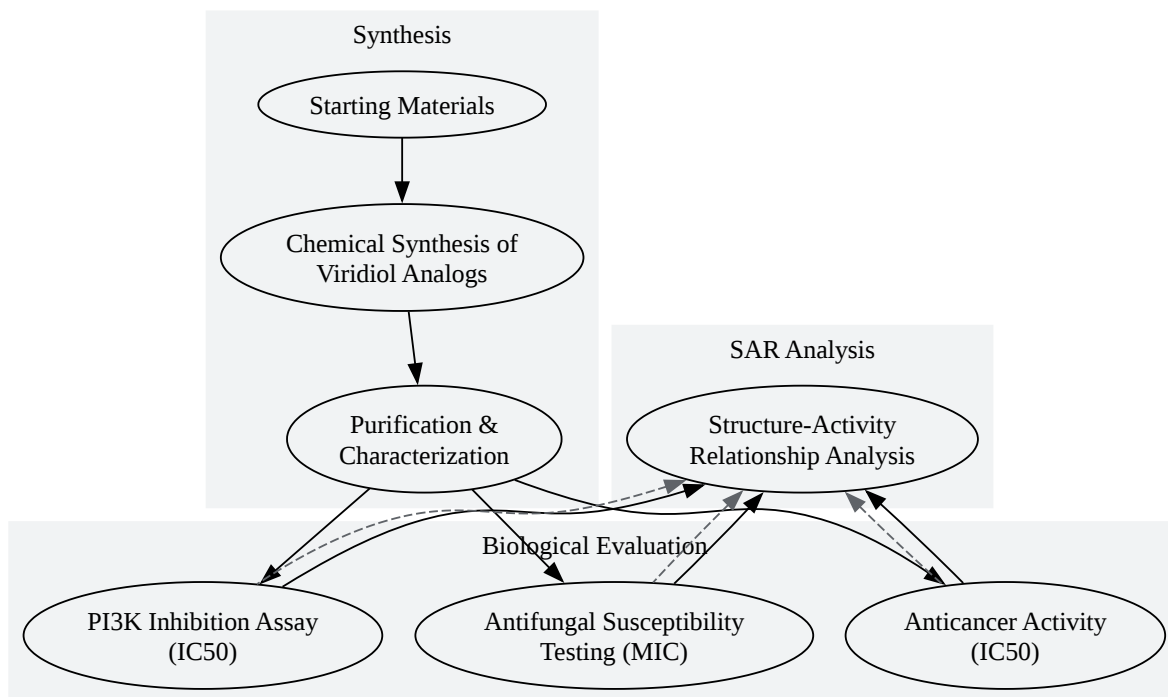 Synthesis
Starting Materials
Chemical Synthesis of
Viridiol Analogs
Purification &
Characterization
SAR Analysis
Structure-Activity
Relationship Analysis
Biological Evaluation
PI3K Inhibition Assay
(IC50)
Antifungal Susceptibility
Testing (MIC)
Anticancer Activity
(IC50)